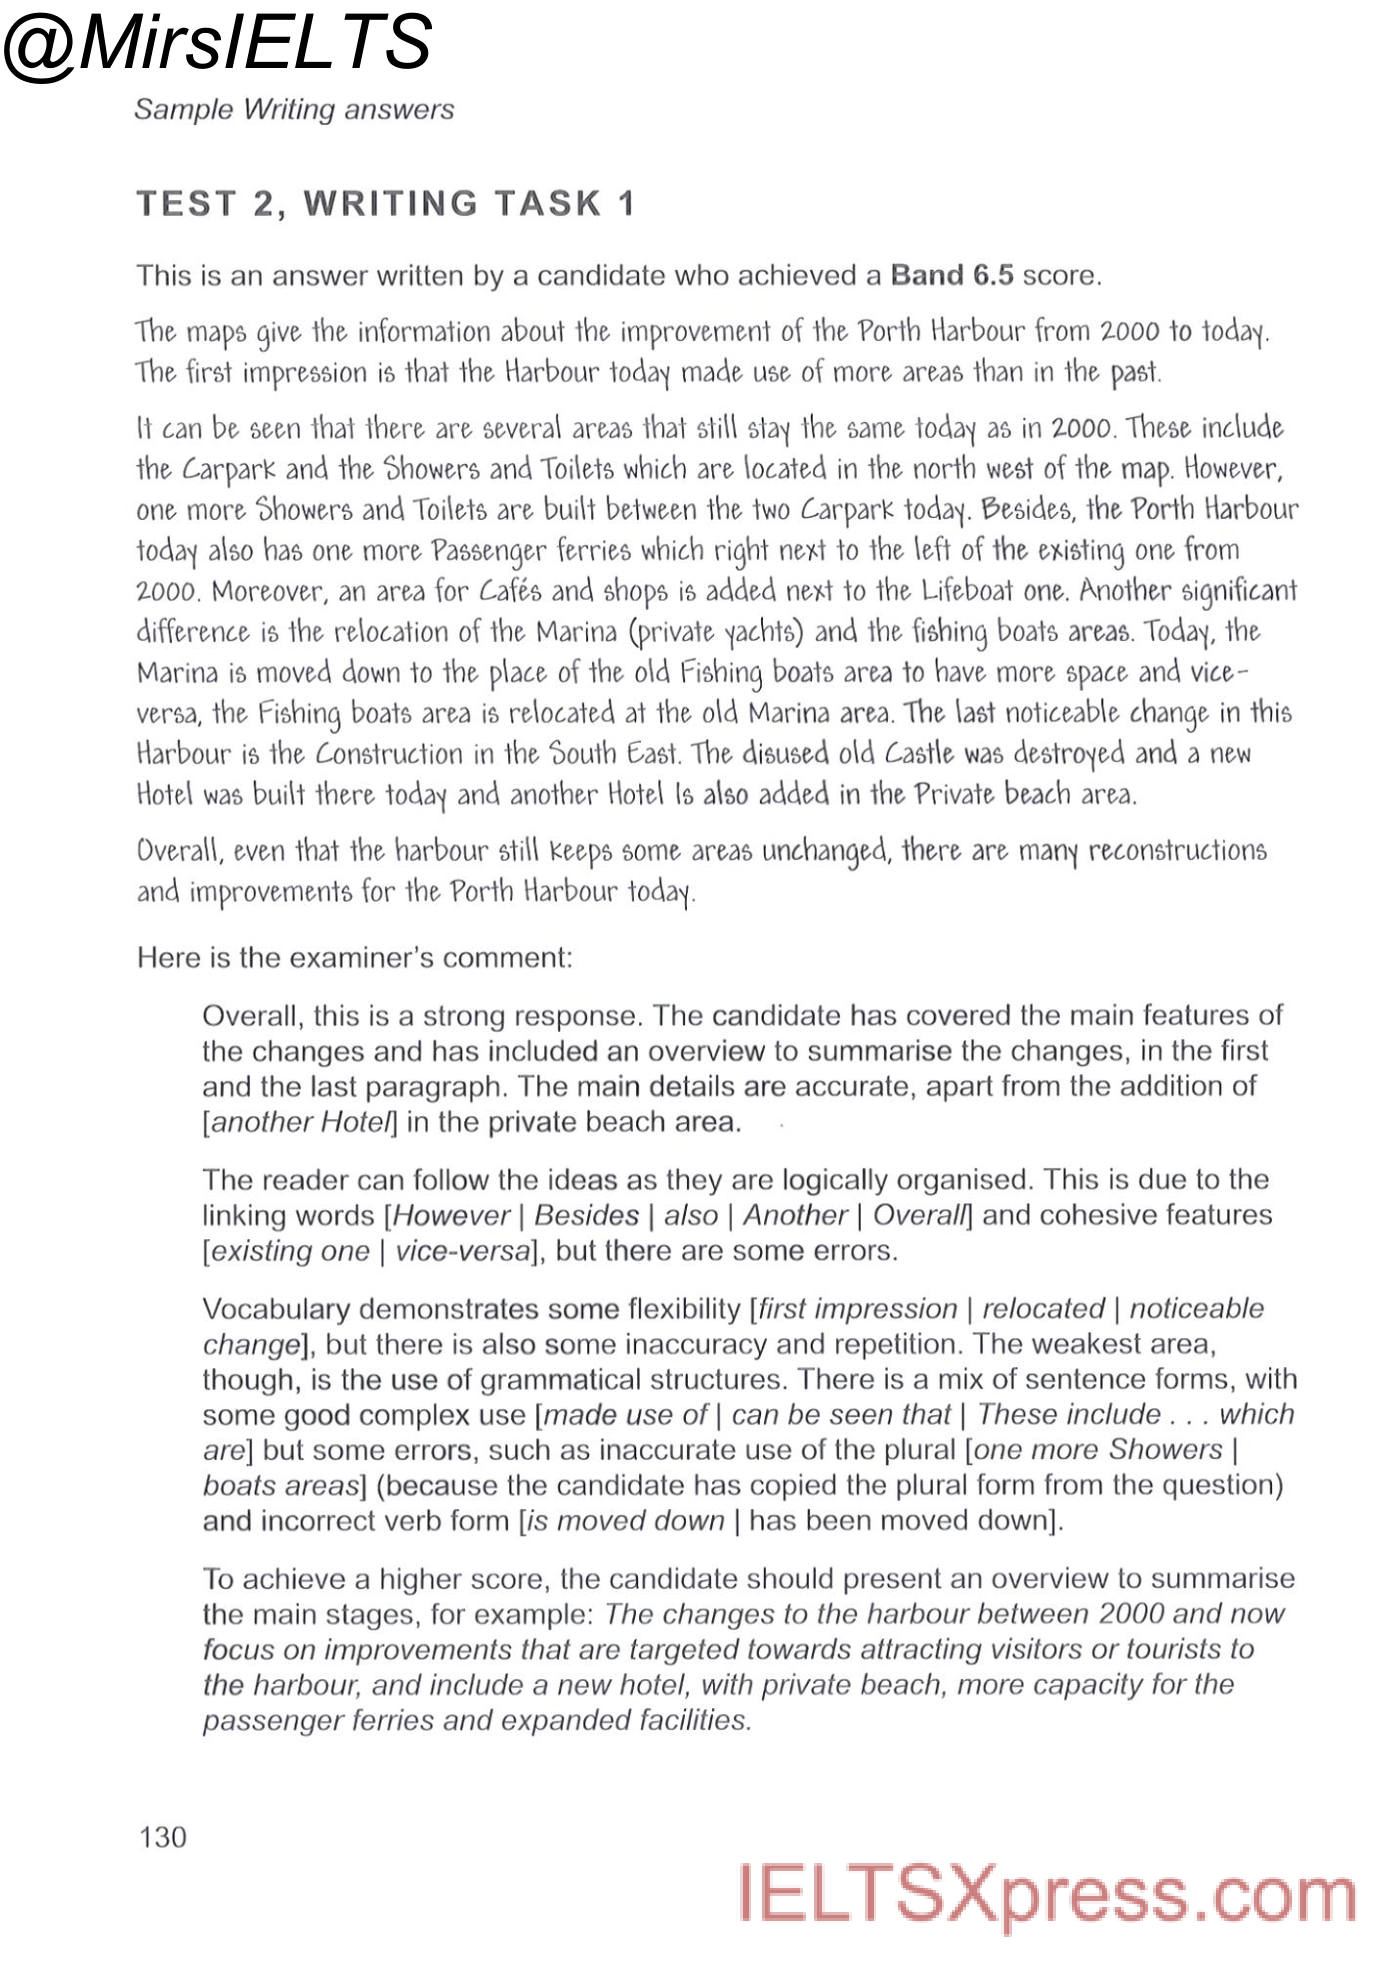 @MirsIELTS
Sample Writing answers
TEST 2, WRITING TASK 1
This is an answer written by a candidate who achieved a Band 6.5 score.
The maps give the information about the improvement of the Porth Harbour from 2000 to today.
The first impression is that the Harbour today made use of more areas than in the past.
It can be seen that there are several areas that still stay the same today as in 2000. These include
the Carpark and the Showers and Toilets which are located in the north west of the map. However,
one more Showers and Toilets are built between the two Carpark today. Besides, the Porth Harbour
today also has one more Passenger ferries which right next to the left of the existing one from
2000. Moreover, an area for Cafés and shops is added next to the Lifeboat one. Another significant
difference is the relocation of the Marina (private yachts) and the fishing boats areas. Today, the
Marina is moved down to the place of the old Fishing boats area to have more space and vice-
versa, the Fishing boats area is relocated at the old Marina area. The last noticeable change in this
Harbour is the Construction in the South East. The disused old Castle was destroyed and a new
Hotel was built there today and another Hotel Is also added in the Private beach area.
Overall, even that the harbour still keeps some areas unchanged, there are many reconstructions
and improvements for the Porth Harbour today.
Here is the examiner's comment:
Overall, this is a strong response. The candidate has covered the main features of
the changes and has included an overview to summarise the changes, in the first
and the last paragraph. The main details are accurate, apart from the addition of
[another Hotel] in the private beach area.
The reader can follow the ideas as they are logically organised. This is due to the
linking words [However | Besides | also | Another | Overall] and cohesive features
[existing one | vice-versa], but there are some errors.
Vocabulary demonstrates some flexibility [first impression | relocated | noticeable
change], but there is also some inaccuracy and repetition. The weakest area,
though, is the use of grammatical structures. There is a mix of sentence forms, with
some good complex use [made use of | can be seen that | These include . . . which
are] but some errors, such as inaccurate use of the plural [one more Showers |
boats areas] (because the candidate has copied the plural form from the question)
and incorrect verb form [is moved down | has been moved down].
To achieve a higher score, the candidate should present an overview to summarise
the main stages, for example: The changes to the harbour between 2000 and now
focus on improvements that are targeted towards attracting visitors or tourists to
the harbour, and include a new hotel, with private beach, more capacity for the
passenger ferries and expanded facilities.
130
IELTSXpress.com